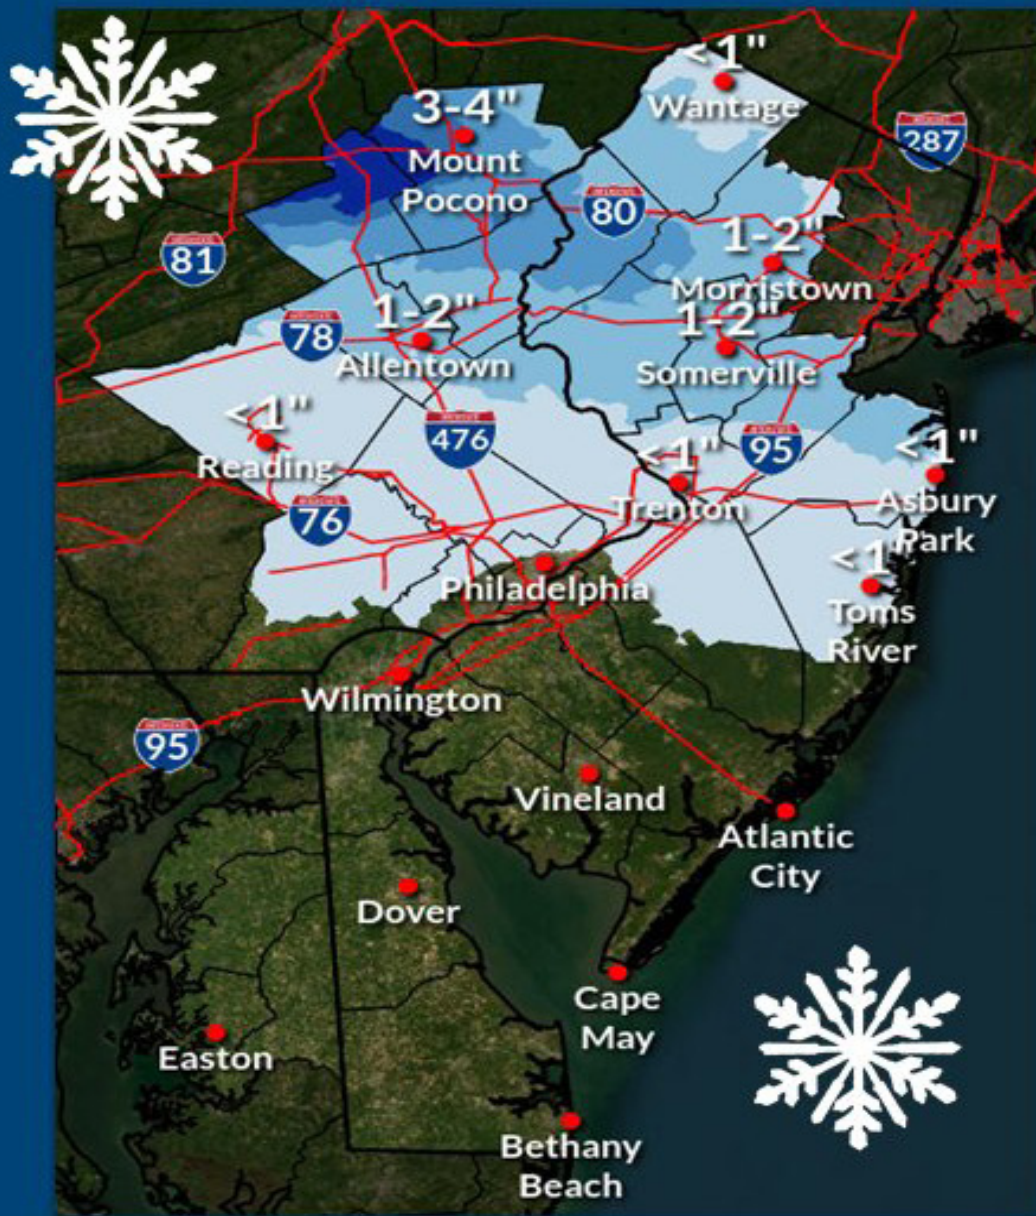 <1"
Wantage
3-4"
Mount
Pocono
287
80
81
1-2"
Morristown
1-2"
Allentown
78
1-2"
Somerville
<1"
Reading
476
95
<1"
Trenton
<1"
Asbury
Park
76
<1"
Toms
River
Philadelphia
Wilmington
95
Vineland
Atlantic
City
Dover
Cape
May
Easton
Bethany
Beach